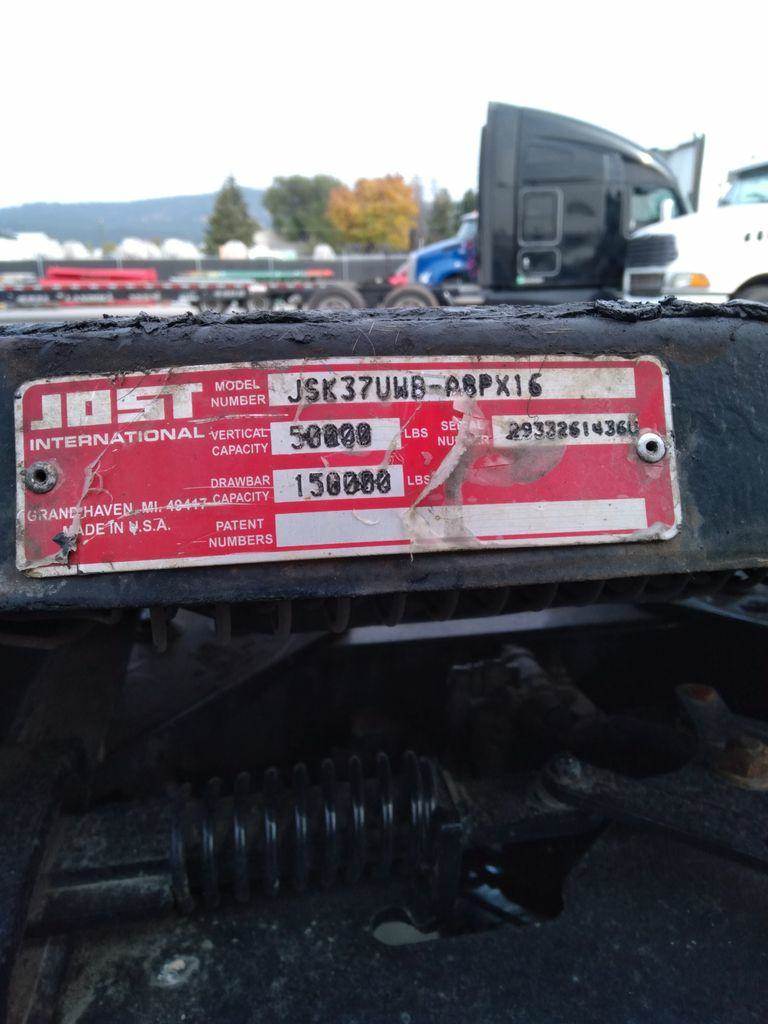 JOST
INTERNATIONAL
MODEL NUMBER JSK37UWB-A8PX16
VERTICAL CAPACITY 50000 LBS SERIAL NUMBER 29333261436U
DRAWBAR CAPACITY 150000 LBS
GRAND HAVEN, MI. 49417
MADE IN U.S.A.
PATENT NUMBERS